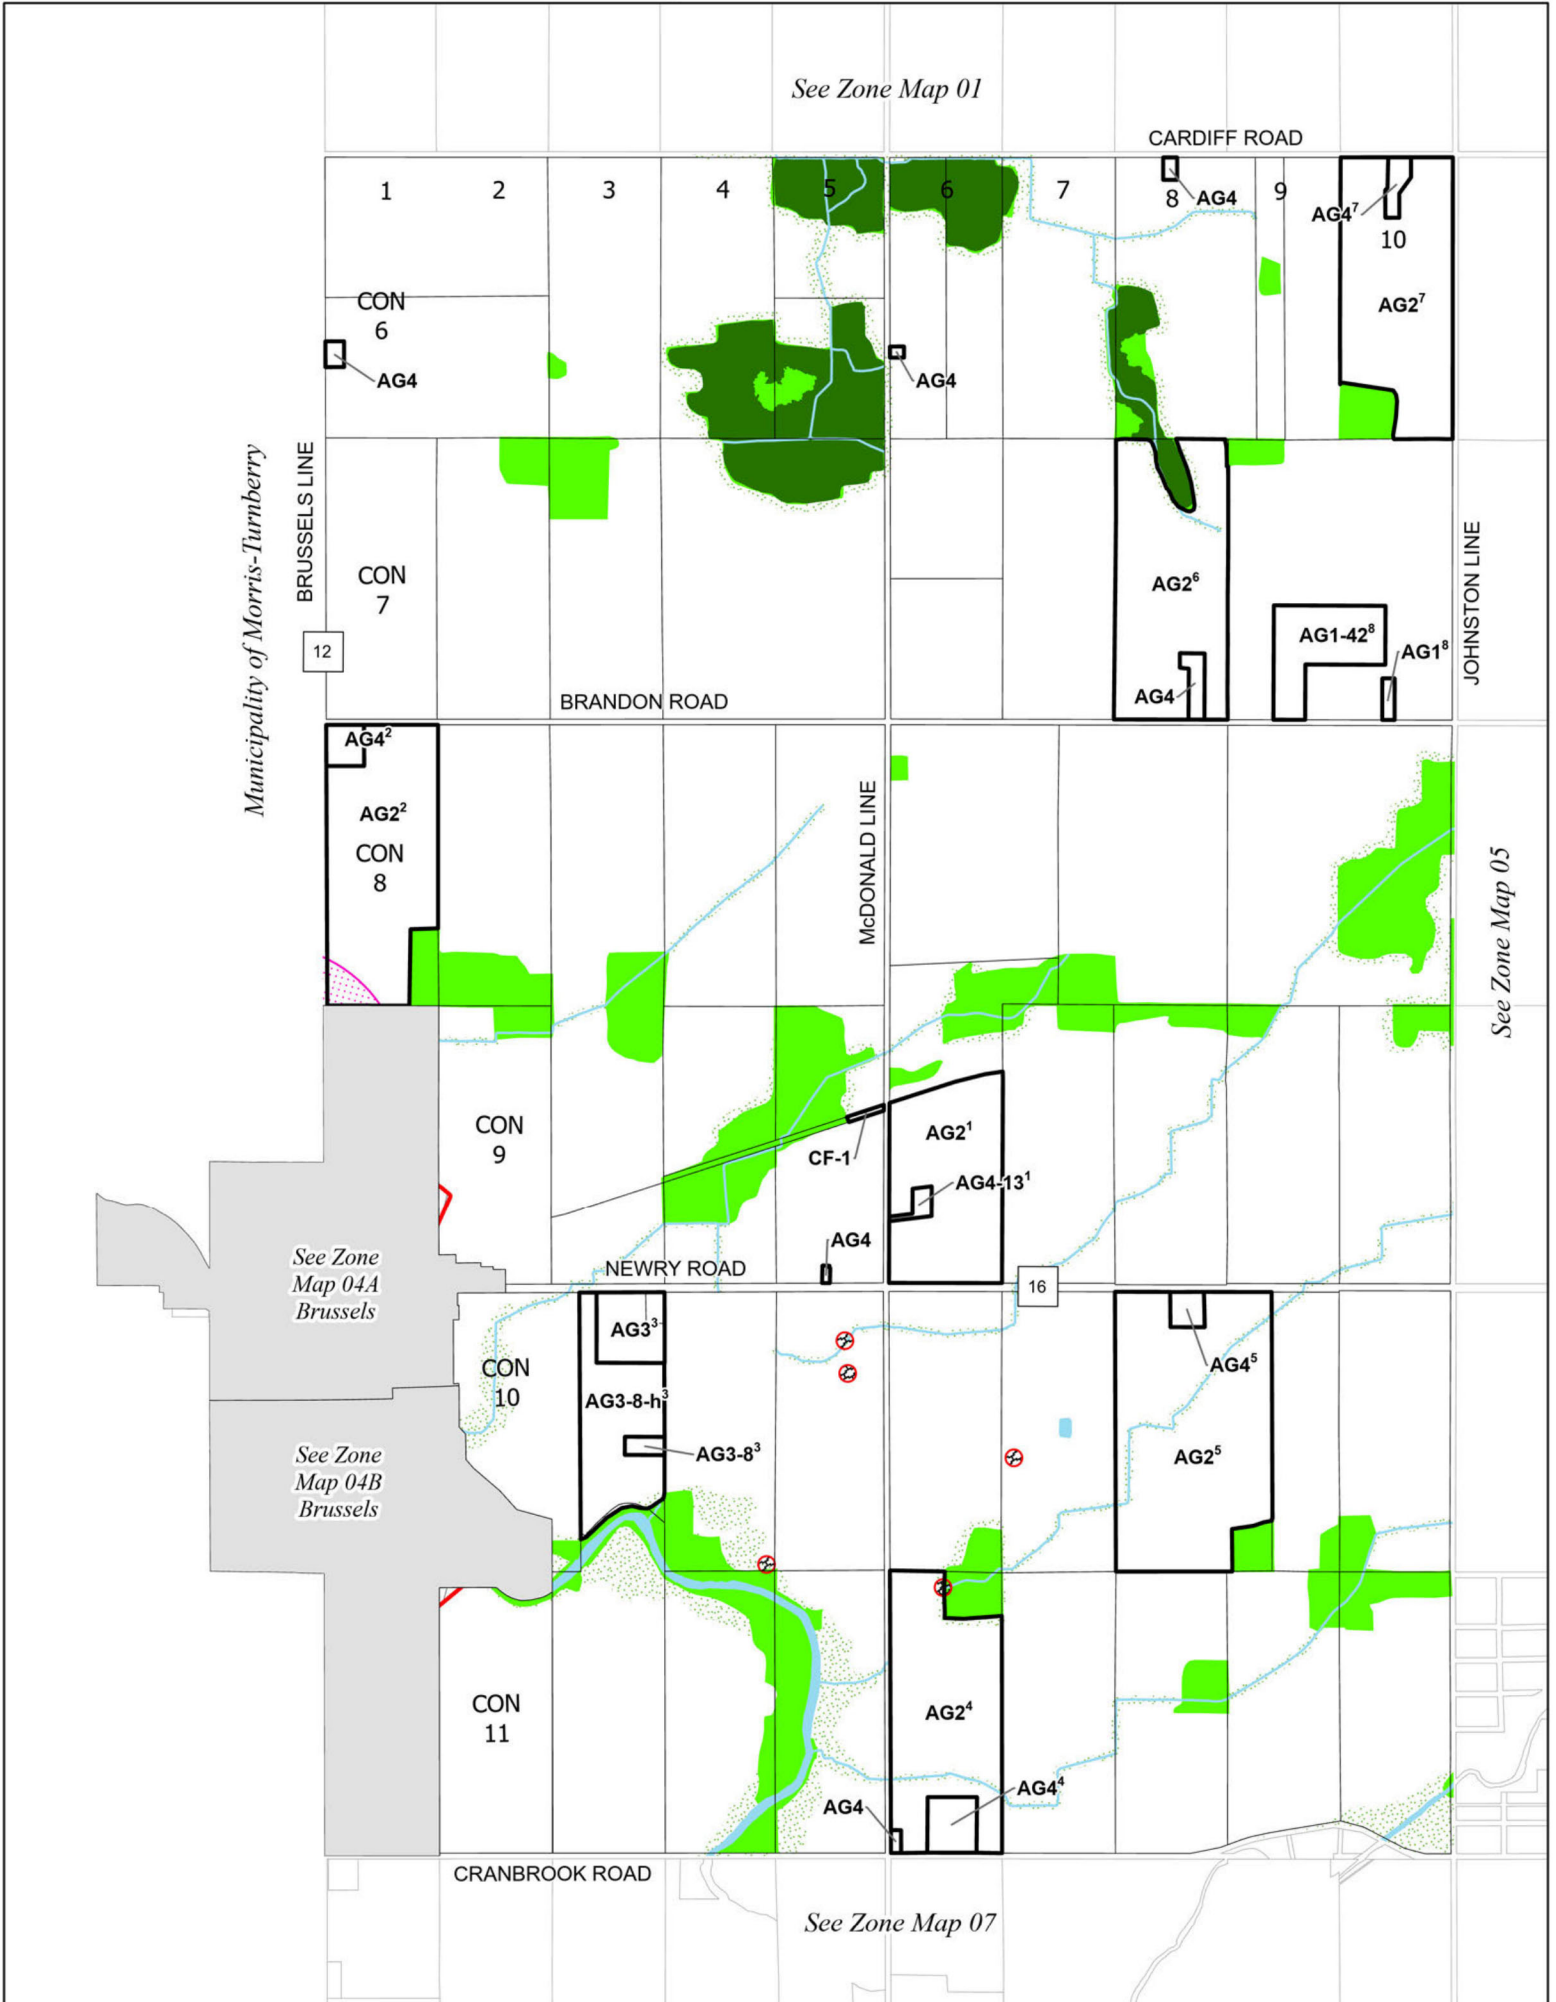 See Zone Map 01
CARDIFF ROAD
1 2 3 4 5 6 7 8 9 10
AG4
AG4⁷
AG2⁷
CON
6
AG4
AG4
Municipality of Morris-Turnberry
BRUSSELS LINE
CON
7
12
AG2⁶
AG4
AG1-42⁸
AG1⁸
JOHNSTON LINE
BRANDON ROAD
AG4²
AG2²
CON
8
McDONALD LINE
See Zone Map 05
CON
9
AG2¹
CF-1
AG4-13¹
AG4
NEWRY ROAD
16
See Zone
Map 04A
Brussels
CON
10
AG3³
AG3-8-h³
AG3-8³
AG4⁵
AG2⁵
See Zone
Map 04B
Brussels
CON
11
AG2⁴
AG4⁴
AG4
CRANBROOK ROAD
See Zone Map 07